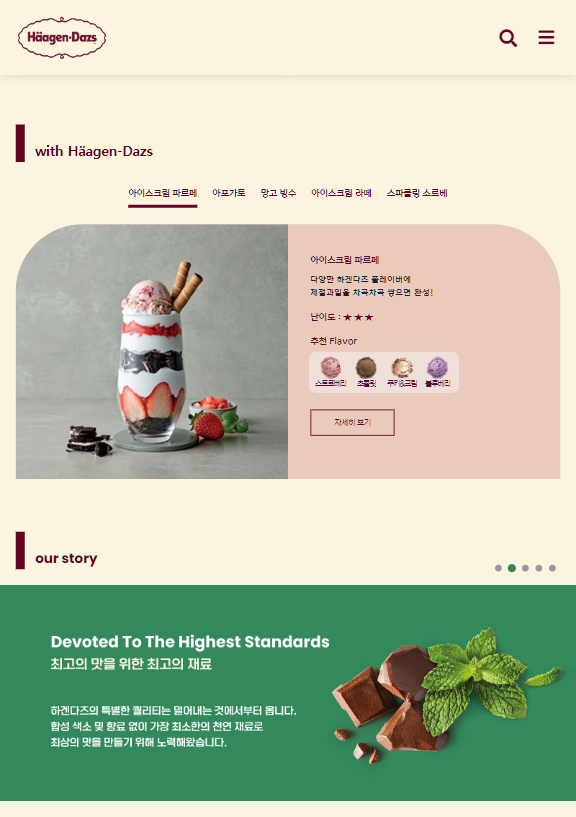 Häagen-Dazs
with Häagen-Dazs
아이스크림 파르페 아포가토 망고 빙수 아이스크림 라떼 스파클링 소르베
아이스크림 파르페
다양만 하겐다즈 플레이버에
제철과일을 차곡차곡 쌓으면 완성!
난이도 : ★★★
추천 Flavor
스트로베리 초콜릿 쿠키&크림 블루베리
자세히 보기
our story
Devoted To The Highest Standards
최고의 맛을 위한 최고의 재료
하겐다즈의 특별한 퀄리티는 덜어내는 것에서부터 옵니다.
합성 색소 및 향료 없이 가장 최소한의 천연 재료로
최상의 맛을 만들기 위해 노력해왔습니다.